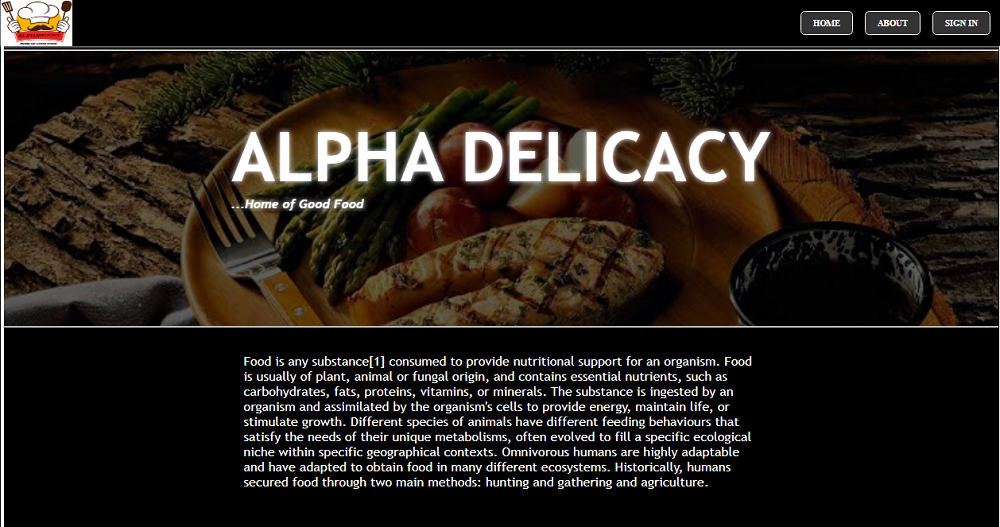 HOME
ABOUT
SIGN IN
ALPHA DELICACY
...Home of Good Food
Food is any substance[1] consumed to provide nutritional support for an organism. Food
is usually of plant, animal or fungal origin, and contains essential nutrients, such as
carbohydrates, fats, proteins, vitamins, or minerals. The substance is ingested by an
organism and assimilated by the organism's cells to provide energy, maintain life, or
stimulate growth. Different species of animals have different feeding behaviours that
satisfy the needs of their unique metabolisms, often evolved to fill a specific ecological
niche within specific geographical contexts. Omnivorous humans are highly adaptable
and have adapted to obtain food in many different ecosystems. Historically, humans
secured food through two main methods: hunting and gathering and agriculture.